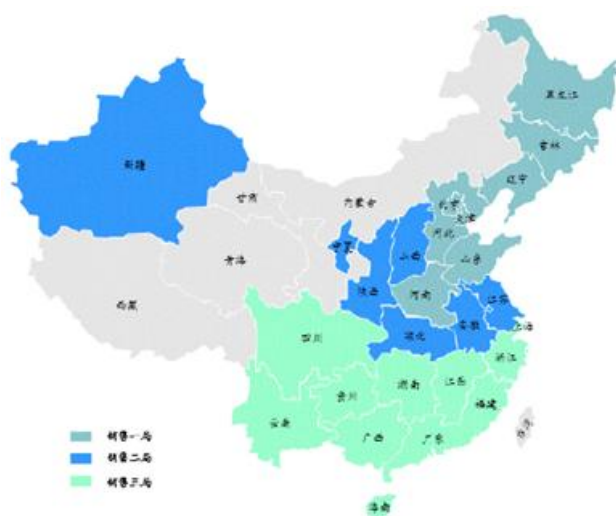 黑龙江
吉林
辽宁
新疆
北京
天津
甘肃
内蒙古
河北
宁夏
山西
山东
青海
陕西
河南
江苏
西藏
安徽
上海
湖北
四川
浙江
湖南
江西
贵州
福建
云南
台湾
广西
广东
海南
销售一局
销售二局
销售三局